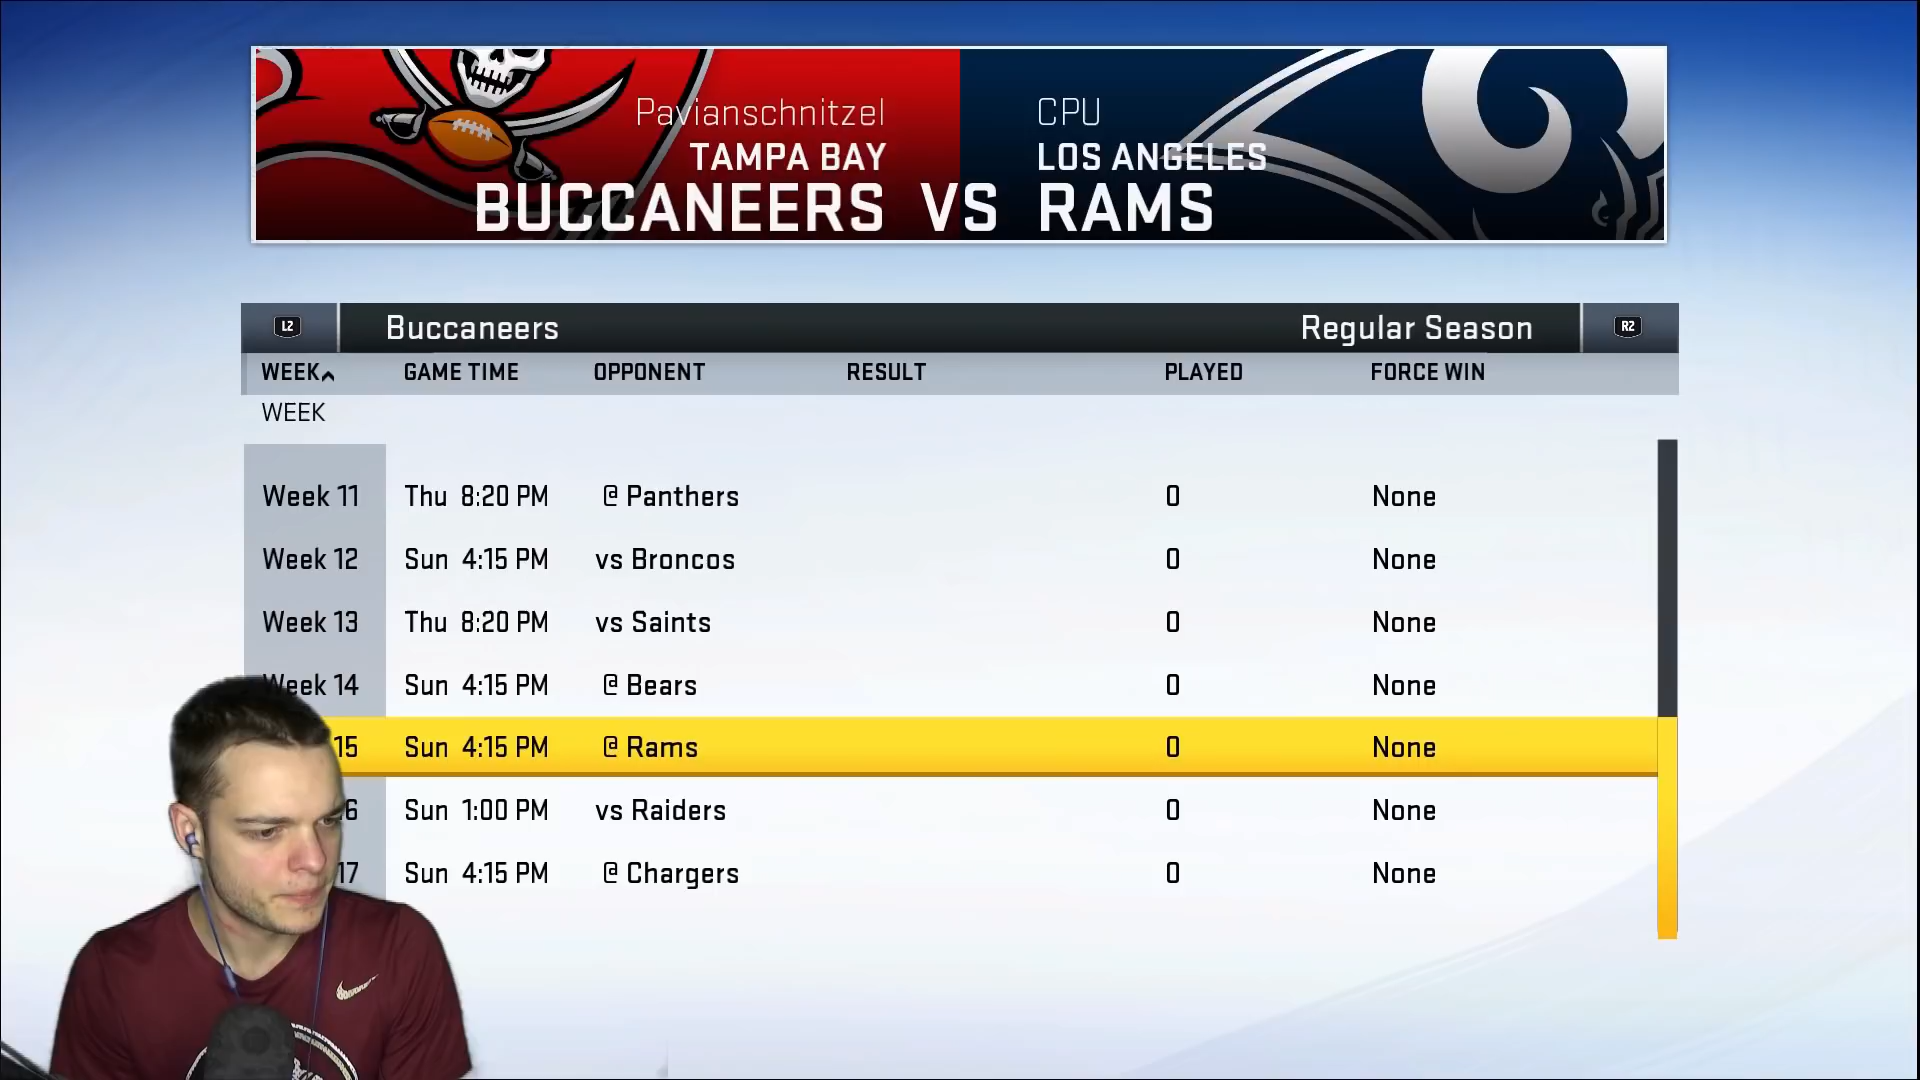 Pavianschnitzel CPU
TAMPA BAY LOS ANGELES
BUCCANEERS VS RAMS
L2 Buccaneers Regular Season R2
WEEK GAME TIME OPPONENT RESULT PLAYED FORCE WIN
WEEK
Week 11 Thu 8:20 PM @ Panthers 0 None
Week 12 Sun 4:15 PM vs Broncos 0 None
Week 13 Thu 8:20 PM vs Saints 0 None
Week 14 Sun 4:15 PM @ Bears 0 None
15 Sun 4:15 PM @ Rams 0 None
6 Sun 1:00 PM vs Raiders 0 None
17 Sun 4:15 PM @ Chargers 0 None